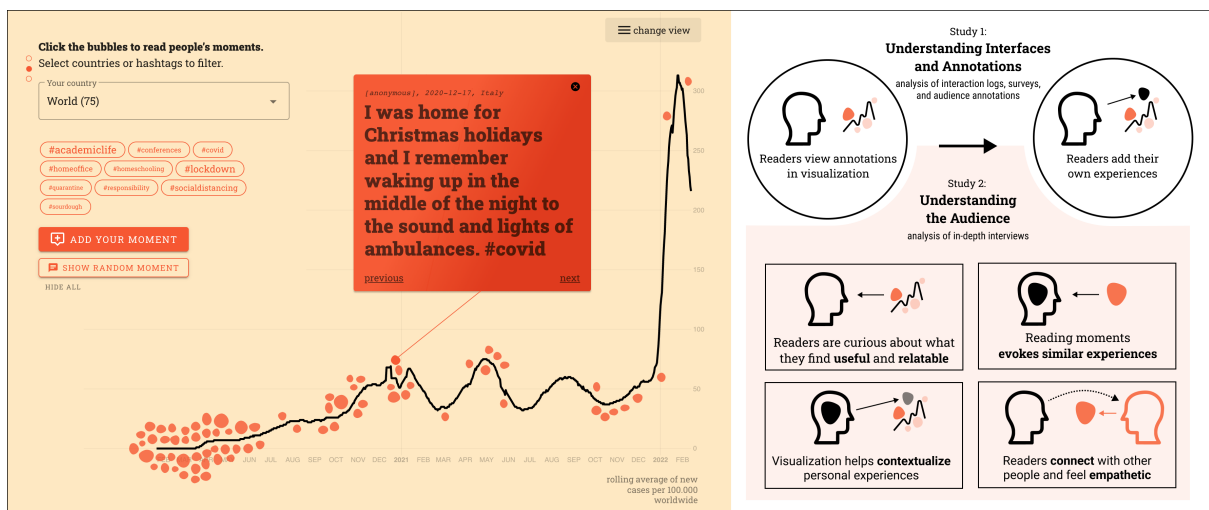 change view
Click the bubbles to read people's moments.
Select countries or hashtags to filter.
Your country
World (75)
#academiclife #conferences #covid
#homeoffice #homeschooling #lockdown
#quarantine #responsibility #socialdistancing
#sourdough
ADD YOUR MOMENT
SHOW RANDOM MOMENT
HIDE ALL
[anonymous], 2020-12-17, Italy
I was home for
Christmas holidays
and I remember
waking up in the
middle of the night to
the sound and lights of
ambulances. #covid
previous next
300
250
200
150
100
50
0
JUN JUL AUG SEP OCT NOV DEC 2021 FEB MAR APR MAY JUN JUL AUG SEP OCT NOV DEC 2022 FEB
rolling average of new
cases per 100.000
worldwide
Study 1:
Understanding Interfaces
and Annotations
analysis of interaction logs, surveys,
and audience annotations
Readers view annotations
in visualization
Readers add their
own experiences
Study 2:
Understanding
the Audience
analysis of in-depth interviews
Readers are curious about what
they find useful and relatable
Reading moments
evokes similar experiences
Visualization helps contextualize
personal experiences
Readers connect with other
people and feel empathetic